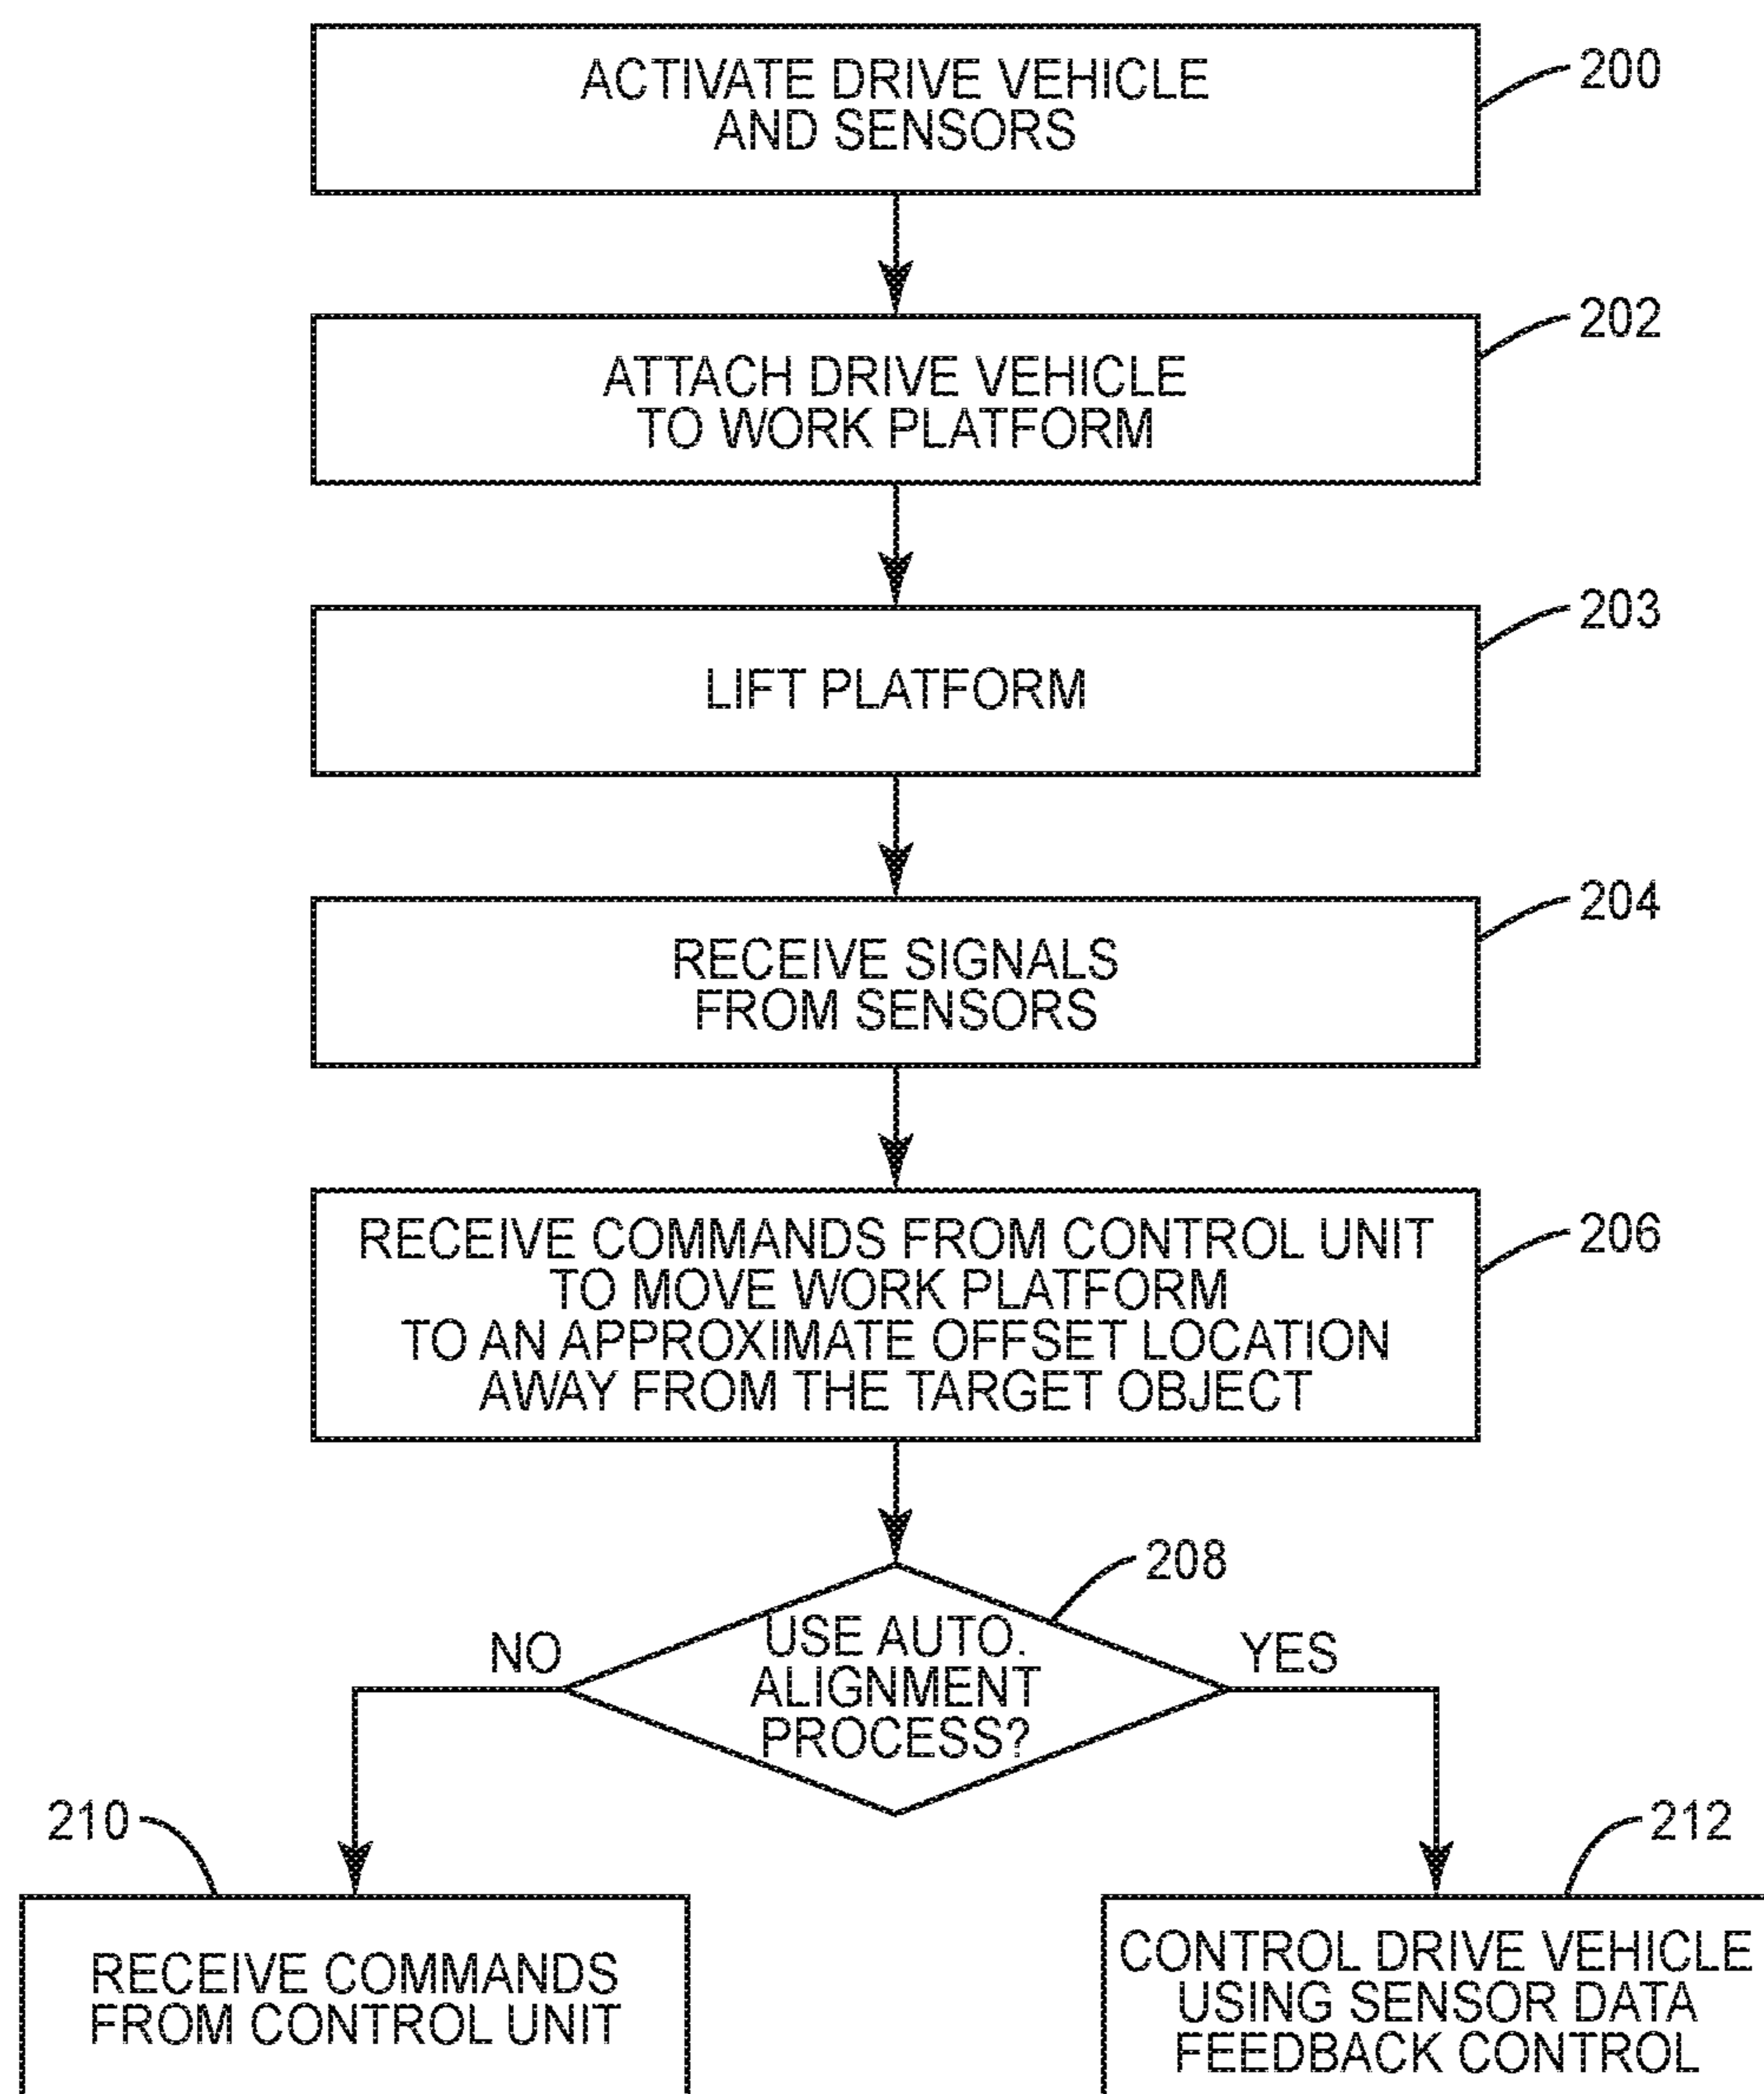 ACTIVATE DRIVE VEHICLE
AND SENSORS
200
ATTACH DRIVE VEHICLE
TO WORK PLATFORM
202
LIFT PLATFORM
203
RECEIVE SIGNALS
FROM SENSORS
204
RECEIVE COMMANDS FROM CONTROL UNIT
TO MOVE WORK PLATFORM
TO AN APPROXIMATE OFFSET LOCATION
AWAY FROM THE TARGET OBJECT
206
208
NO
USE AUTO.
ALIGNMENT
PROCESS?
YES
210
RECEIVE COMMANDS
FROM CONTROL UNIT
212
CONTROL DRIVE VEHICLE
USING SENSOR DATA
FEEDBACK CONTROL